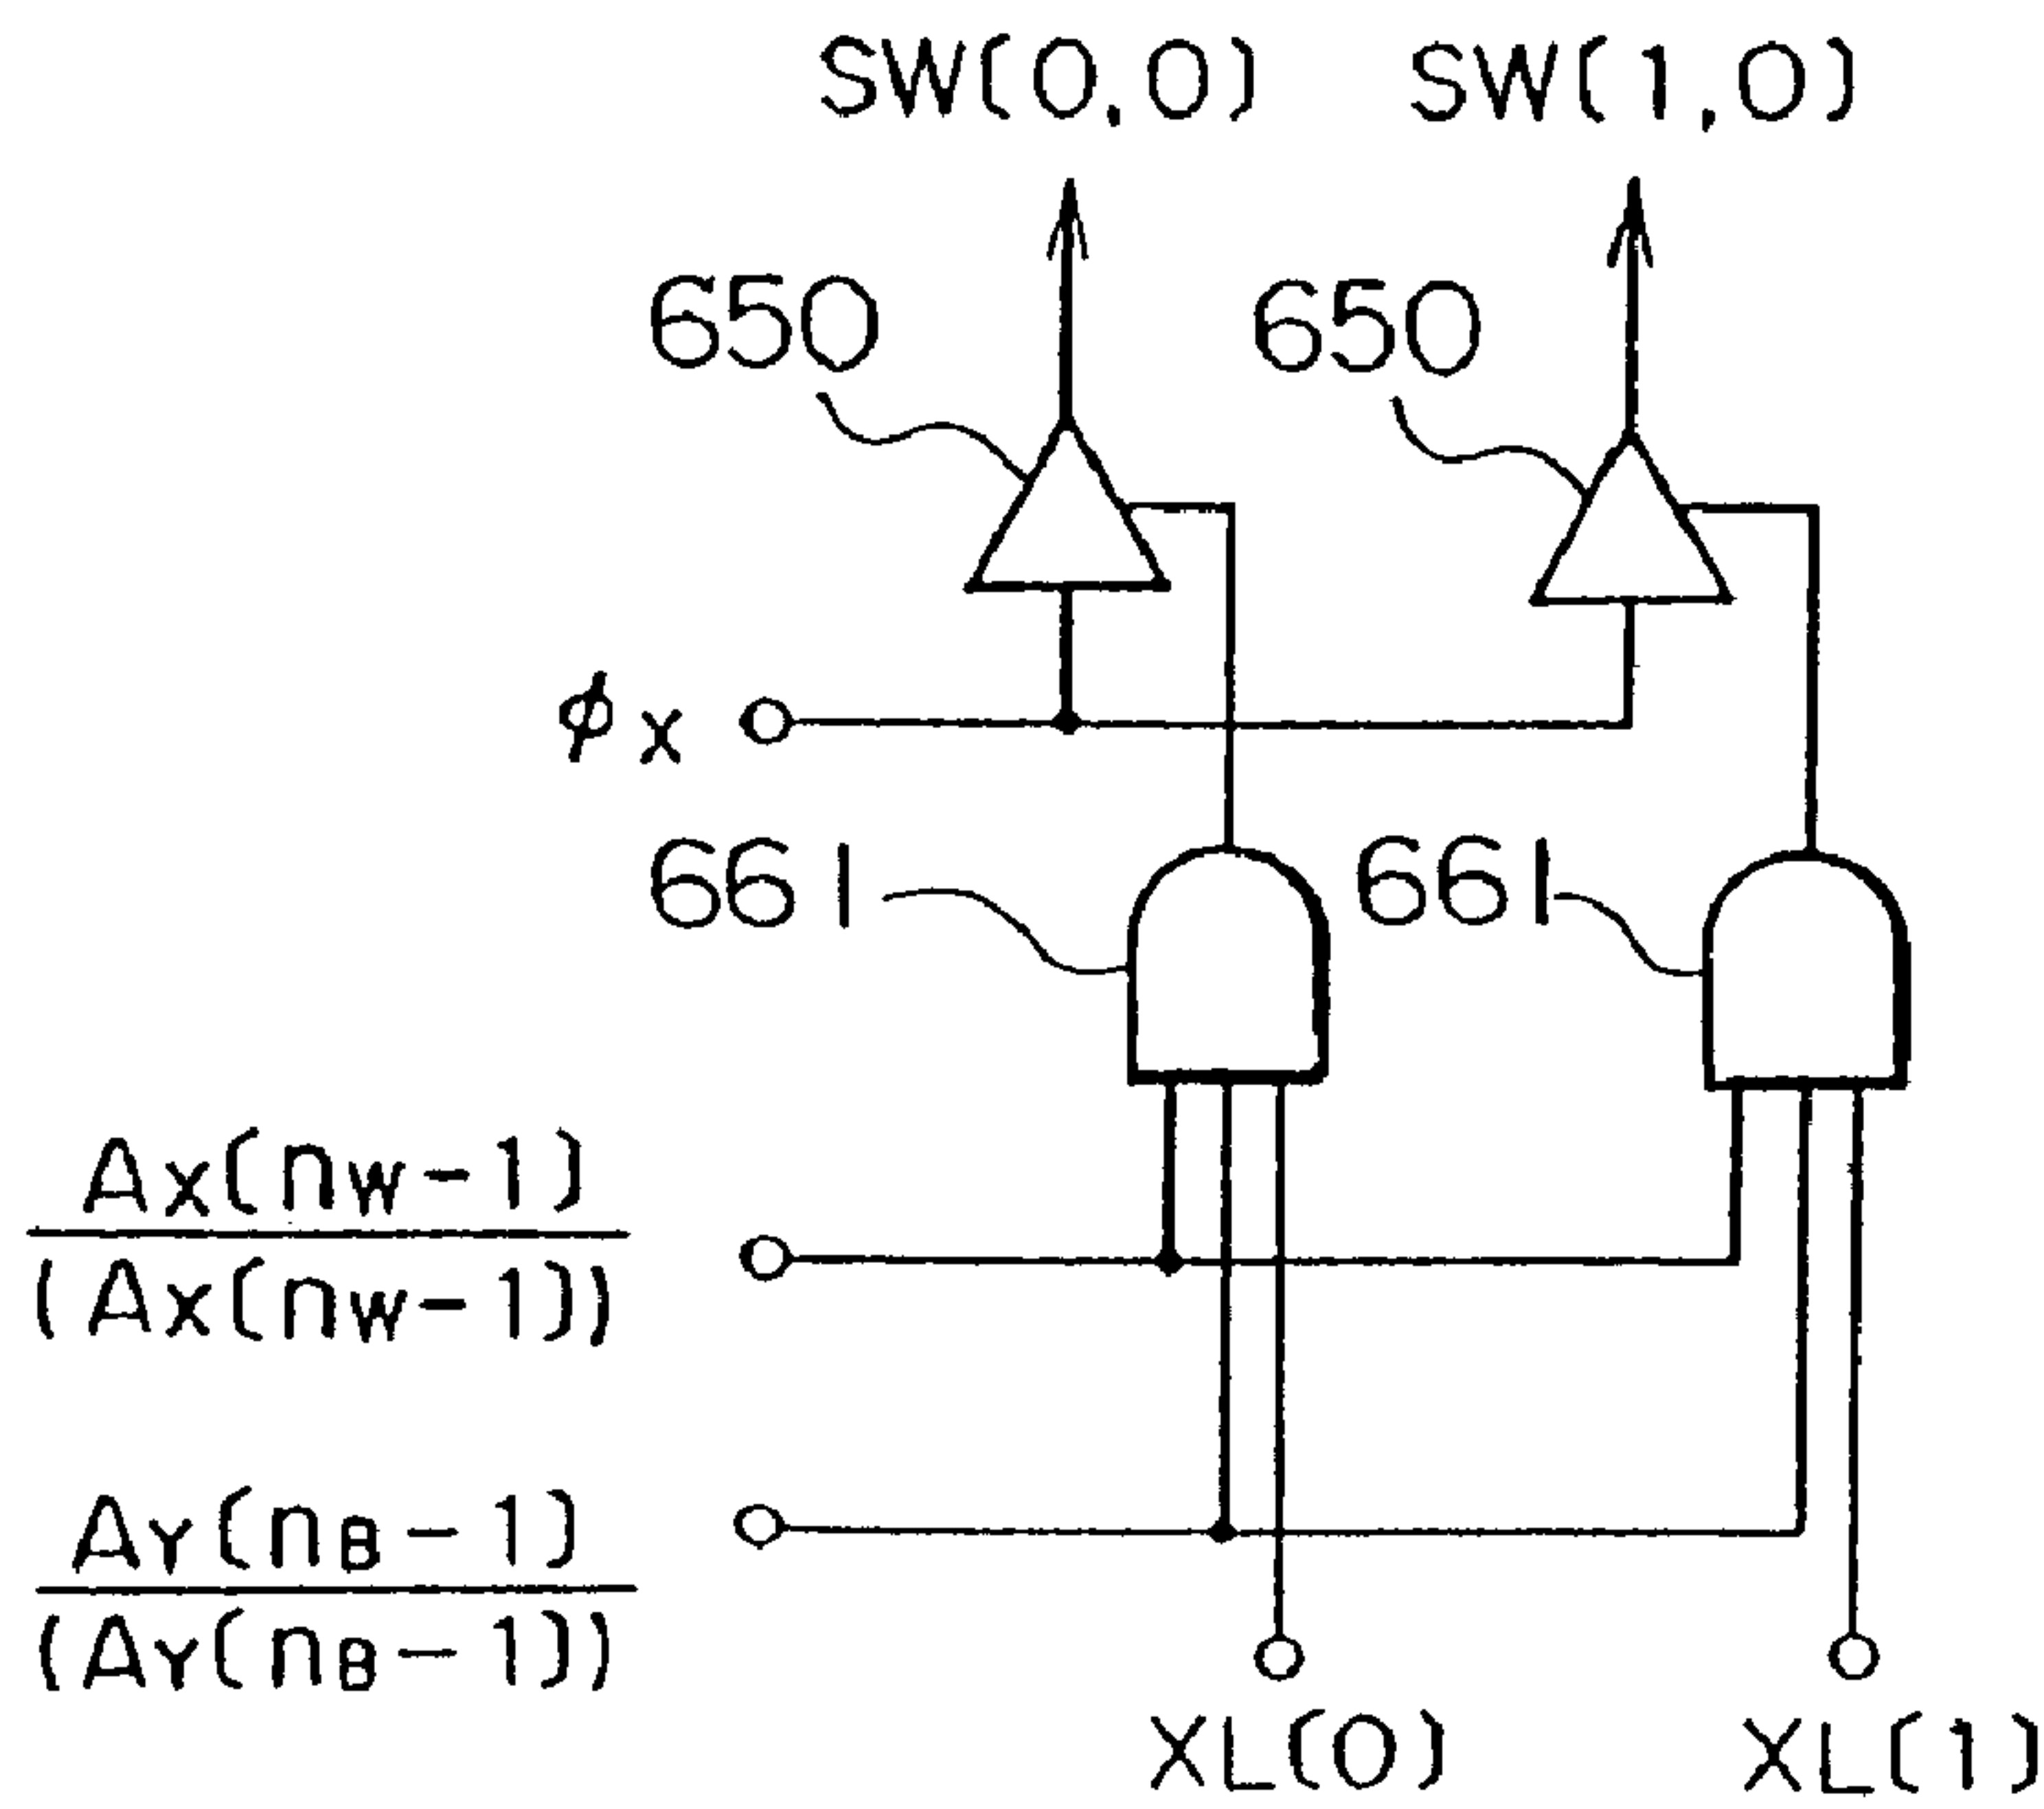 SW(0,0) SW(1,0)
650 650
φX
661 661
AX(nW-1)
(AX(nW-1))
AY(nB-1)
(AY(nB-1))
XL(0) XL(1)